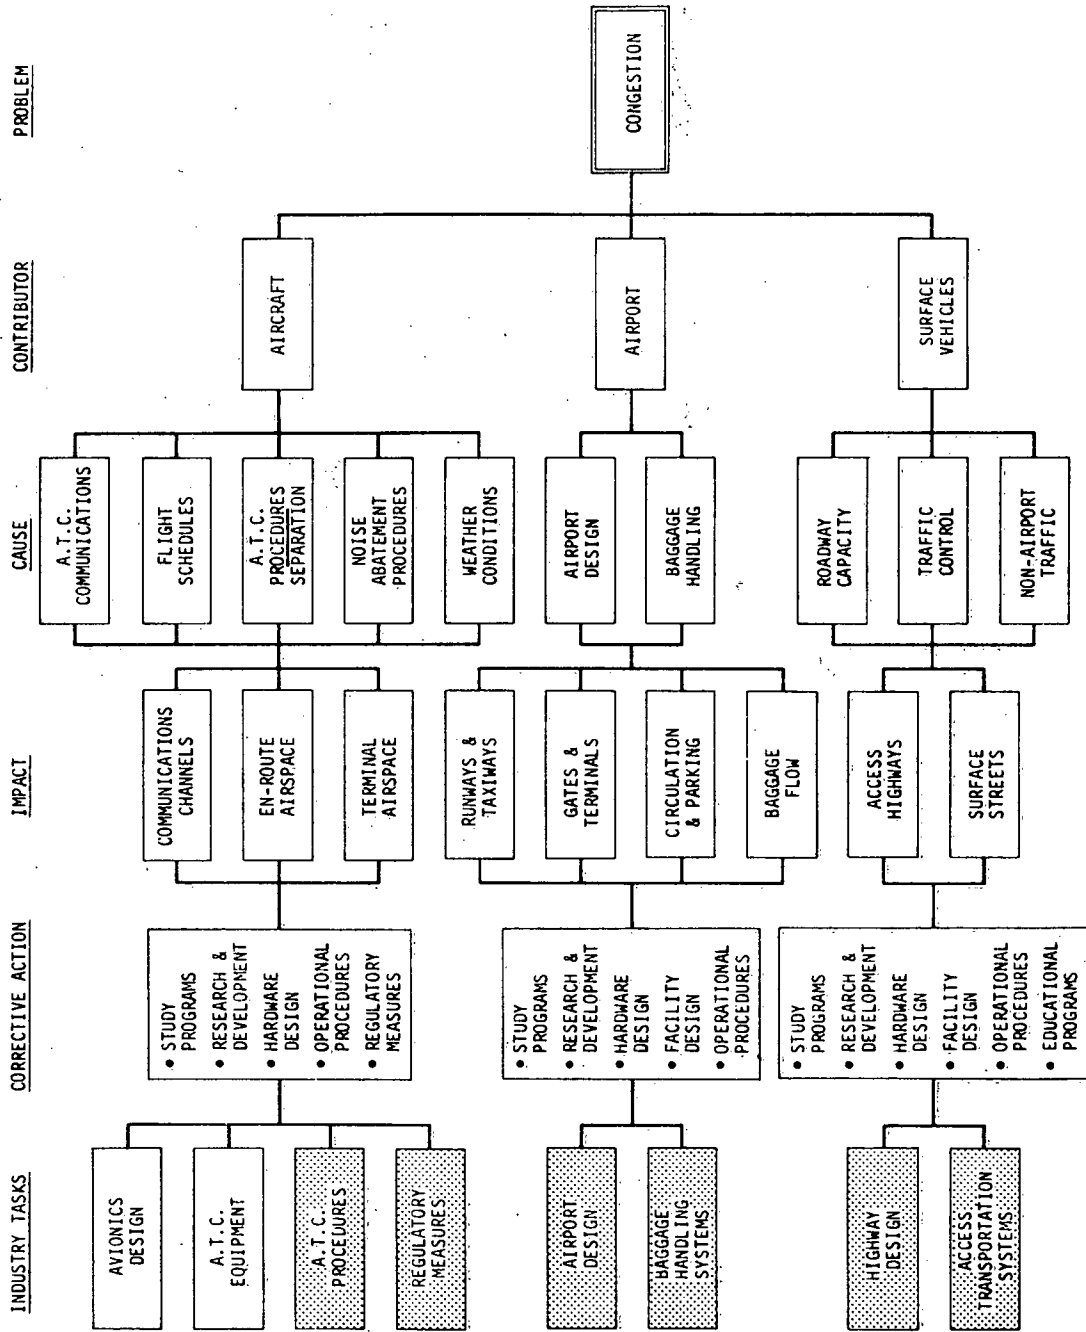 PROBLEM
CONGESTION
CONTRIBUTOR
AIRCRAFT
AIRPORT
SURFACE
VEHICLES
CAUSE
A.T.C.
COMMUNICATIONS
FLIGHT
SCHEDULES
A.T.C.
PROCEDURES
SEPARATION
NOISE
ABATEMENT
PROCEDURES
WEATHER
CONDITIONS
AIRPORT
DESIGN
BAGGAGE
HANDLING
ROADWAY
CAPACITY
TRAFFIC
CONTROL
NON-AIRPORT
TRAFFIC
IMPACT
COMMUNICATIONS
CHANNELS
EN-ROUTE
AIRSPACE
TERMINAL
AIRSPACE
RUNWAYS &
TAXIWAYS
GATES &
TERMINALS
CIRCULATION
& PARKING
BAGGAGE
FLOW
ACCESS
HIGHWAYS
SURFACE
STREETS
CORRECTIVE ACTION
• STUDY
PROGRAMS
• RESEARCH &
DEVELOPMENT
• HARDWARE
DESIGN
• OPERATIONAL
PROCEDURES
• REGULATORY
MEASURES
• STUDY
PROGRAMS
• RESEARCH &
DEVELOPMENT
• HARDWARE
DESIGN
• FACILITY
DESIGN
• OPERATIONAL
PROCEDURES
• STUDY
PROGRAMS
• RESEARCH &
DEVELOPMENT
• HARDWARE
DESIGN
• FACILITY
DESIGN
• OPERATIONAL
PROCEDURES
• EDUCATIONAL
PROGRAMS
INDUSTRY TASKS
AVIONICS
DESIGN
A.T.C.
EQUIPMENT
A.T.C.
PROCEDURES
REGULATORY
MEASURES
AIRPORT
DESIGN
BAGGAGE
HANDLING
SYSTEMS
HIGHWAY
DESIGN
ACCESS
TRANSPORTATION
SYSTEMS